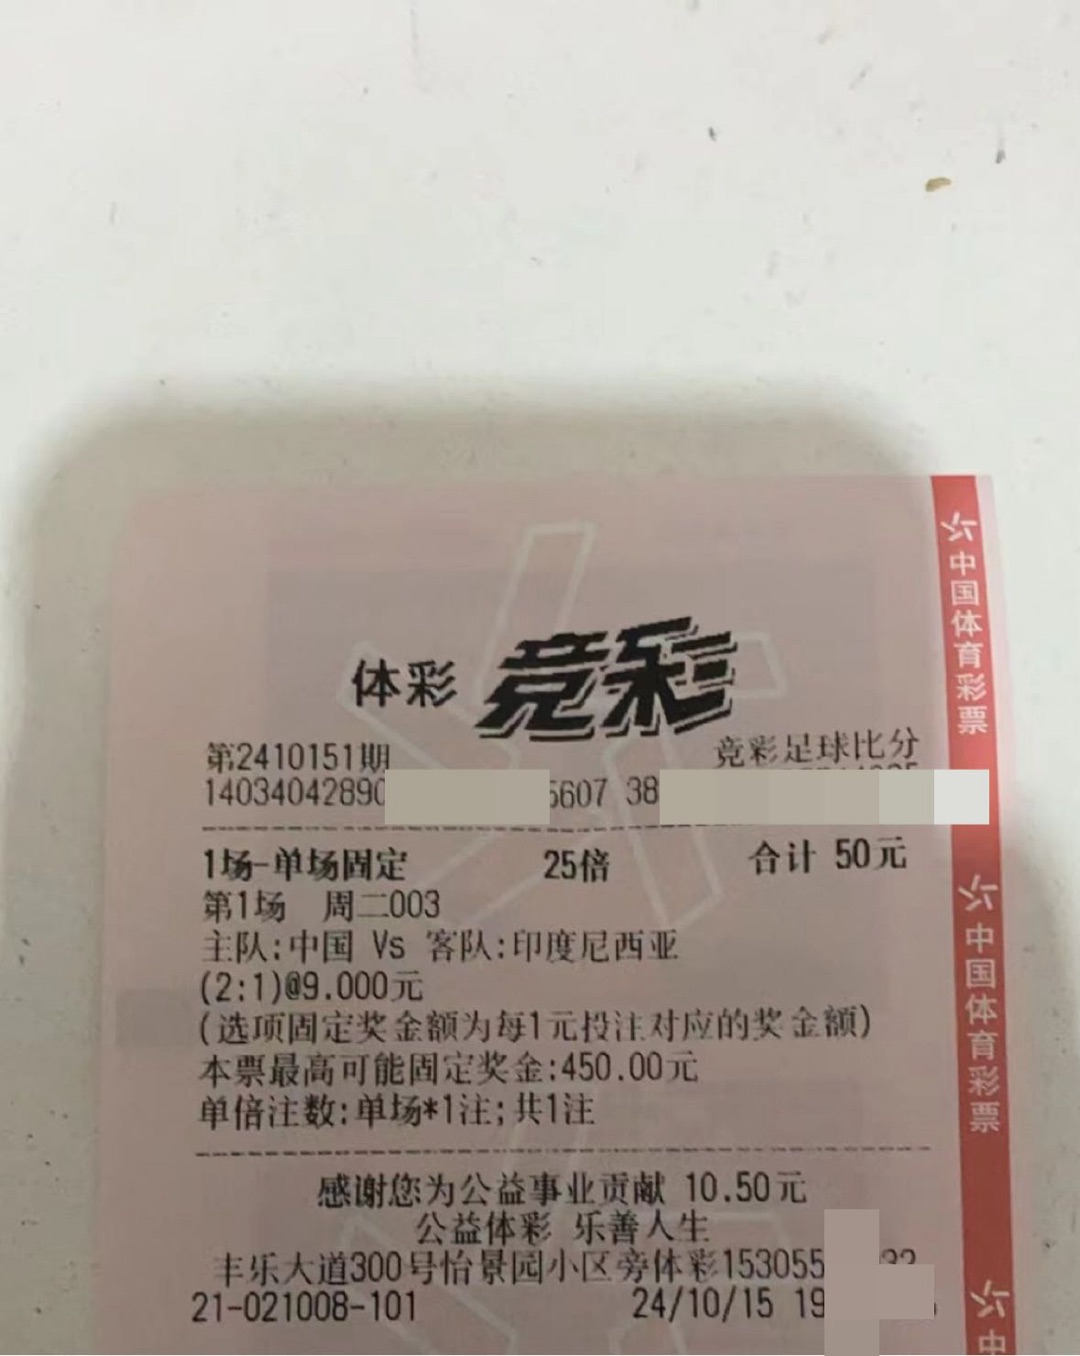 体彩 竞彩
第2410151期 竞彩足球比分
14034042890 5607 38
1场-单场固定 25倍 合计 50元
第1场 周二003
主队:中国 Vs 客队:印度尼西亚
(2:1)@9.000元
(选项固定奖金额为每1元投注对应的奖金额)
本票最高可能固定奖金:450.00元
单倍注数:单场*1注;共1注
感谢您为公益事业贡献 10.50元
公益体彩 乐善人生
丰乐大道300号怡景园小区旁体彩153055
21-021008-101 24/10/15 19
中国体育彩票
中国体育彩票
中